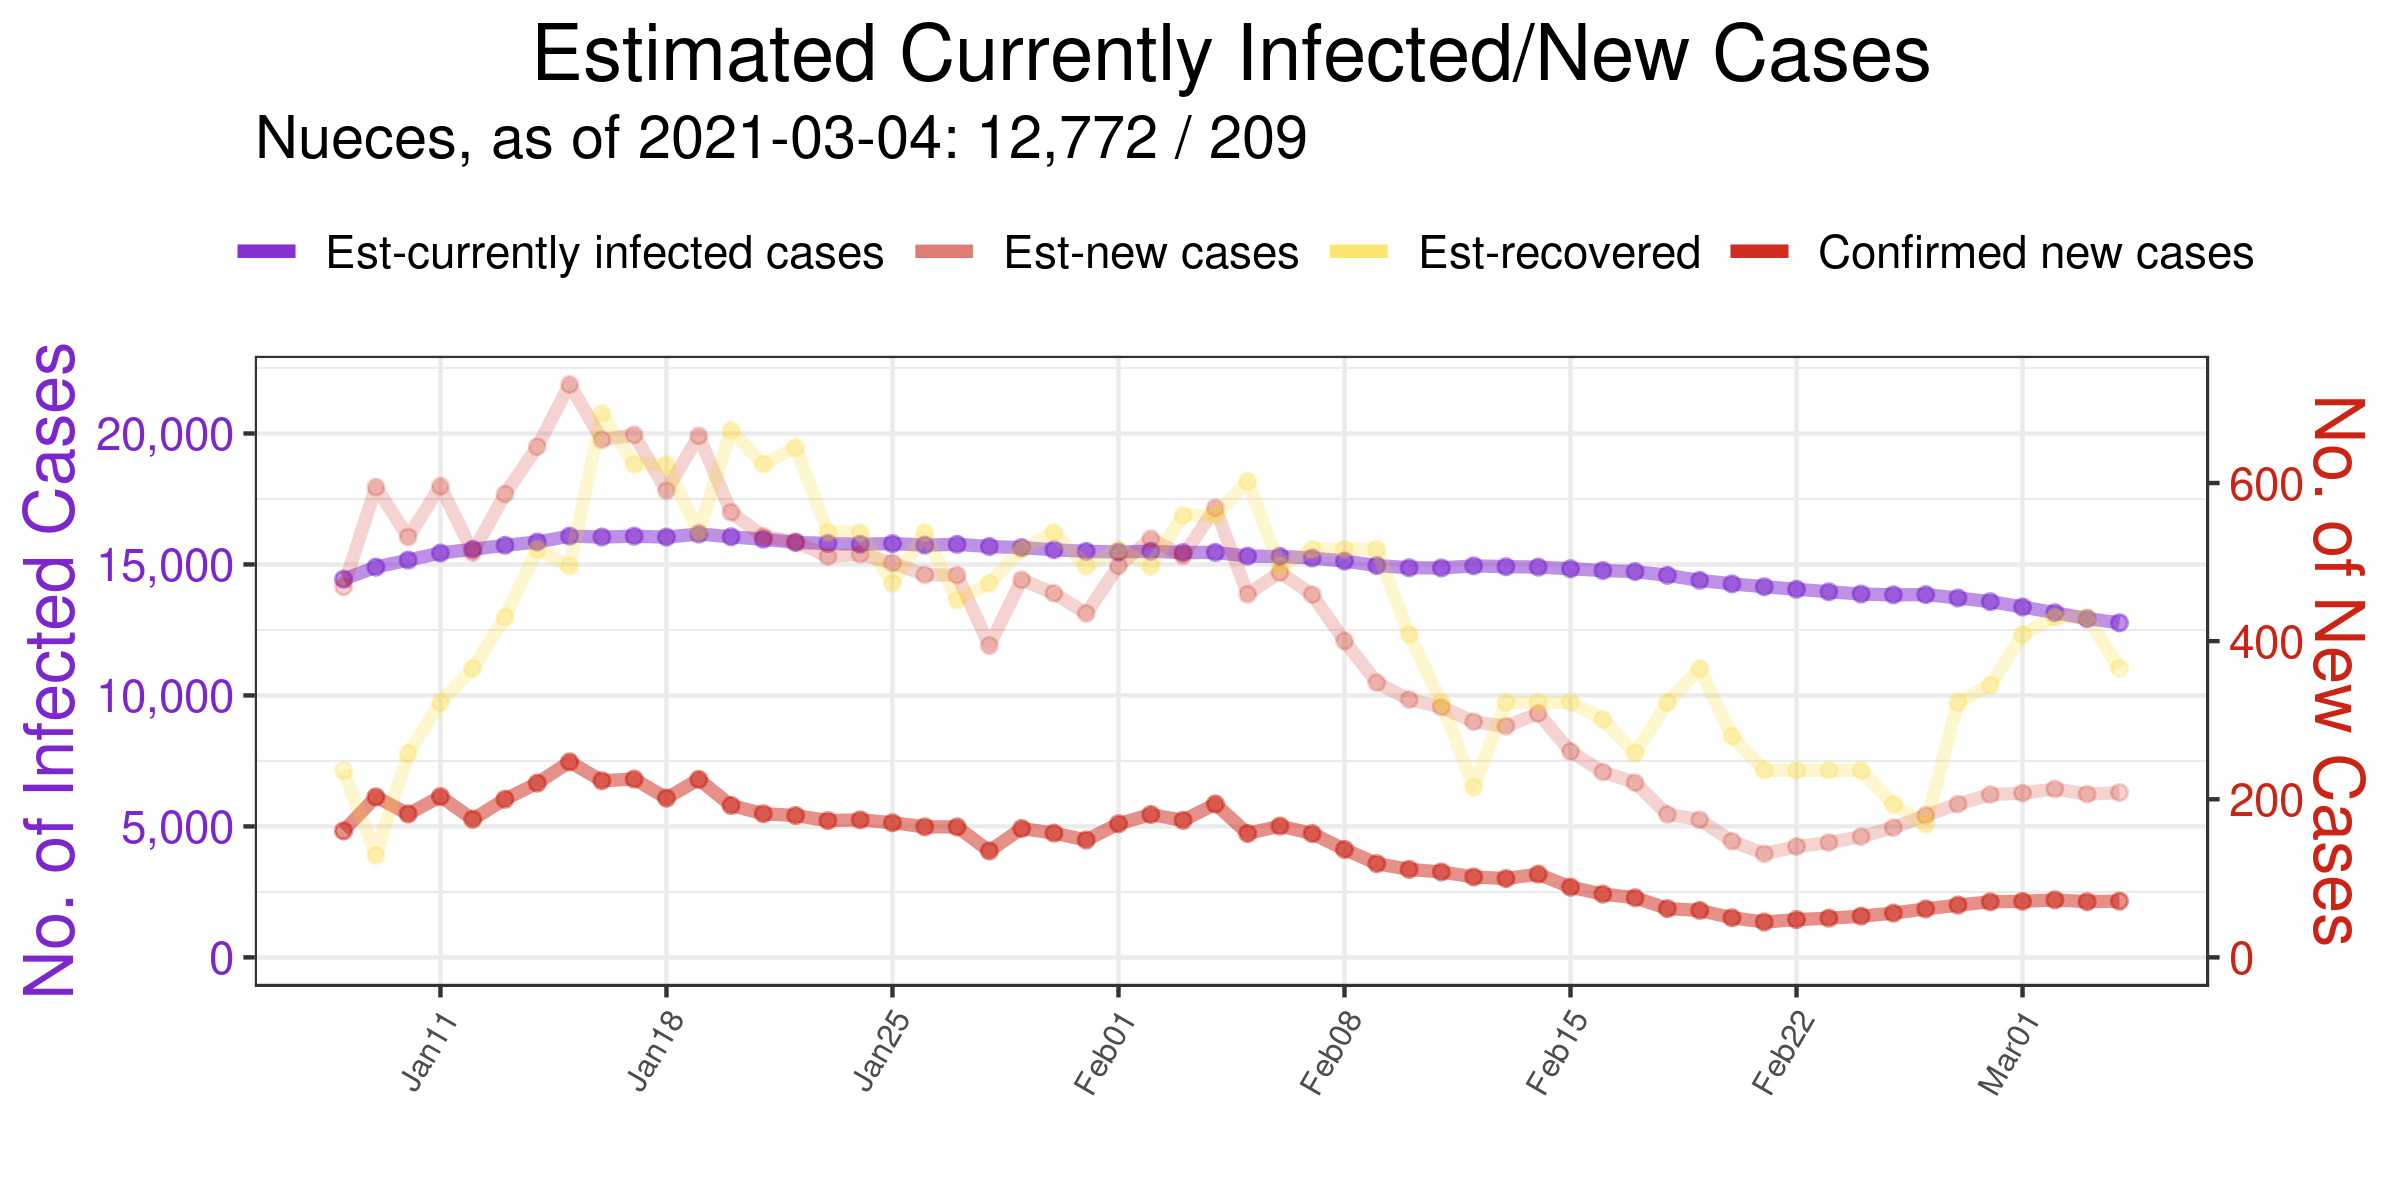 Estimated Currently Infected/New Cases
Nueces, as of 2021-03-04: 12,772 / 209
Est-currently infected cases Est-new cases Est-recovered Confirmed new cases
No. of Infected Cases
20,000
15,000
10,000
5,000
0
No. of New Cases
600
400
200
0
Jan11 Jan18 Jan25 Feb01 Feb08 Feb15 Feb22 Mar01